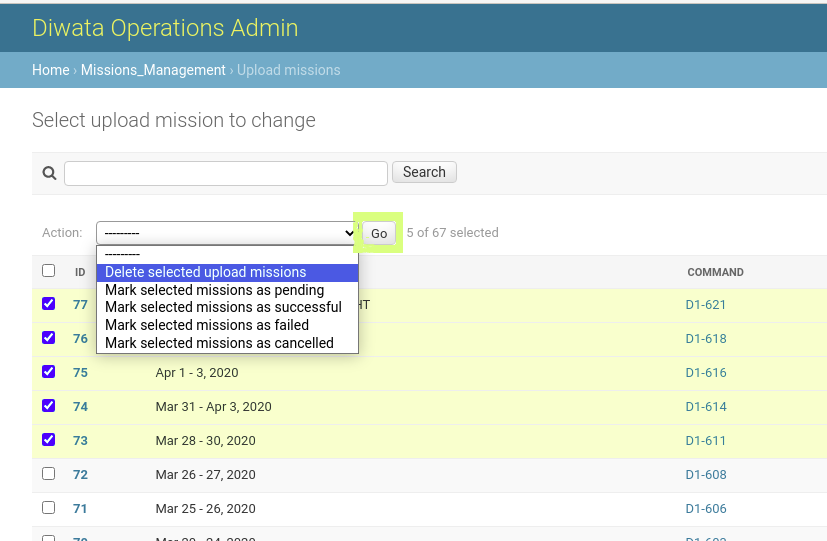 Diwata Operations Admin
Home › Missions_Management › Upload missions
Select upload mission to change
Search
Action: --------- Go 5 of 67 selected
---------
Delete selected upload missions
Mark selected missions as pending
Mark selected missions as successful
Mark selected missions as failed
Mark selected missions as cancelled
ID COMMAND
77 HT D1-621
76 D1-618
75 Apr 1 - 3, 2020 D1-616
74 Mar 31 - Apr 3, 2020 D1-614
73 Mar 28 - 30, 2020 D1-611
72 Mar 26 - 27, 2020 D1-608
71 Mar 25 - 26, 2020 D1-606